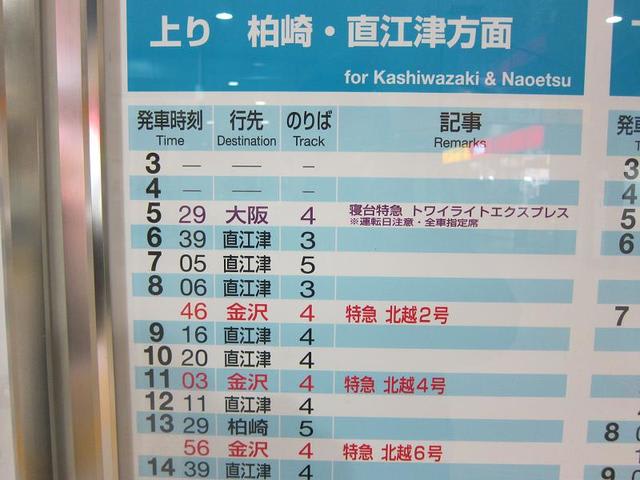 上り 柏崎・直江津方面
for Kashiwazaki & Naoetsu
発車時刻 行先 のりば 記事
Time Destination Track Remarks
3 — — —
4 — — —
5 29 大阪 4 寝台特急 トワイライトエクスプレス
※運転日注意・全車指定席
6 39 直江津 3
7 05 直江津 5
8 06 直江津 3
46 金沢 4 特急 北越2号
9 16 直江津 4
10 20 直江津 4
11 03 金沢 4 特急 北越4号
12 11 直江津 4
13 29 柏崎 5
56 金沢 4 特急 北越6号
14 39 直江津 4
発車
3
4
5
6
7
8
9